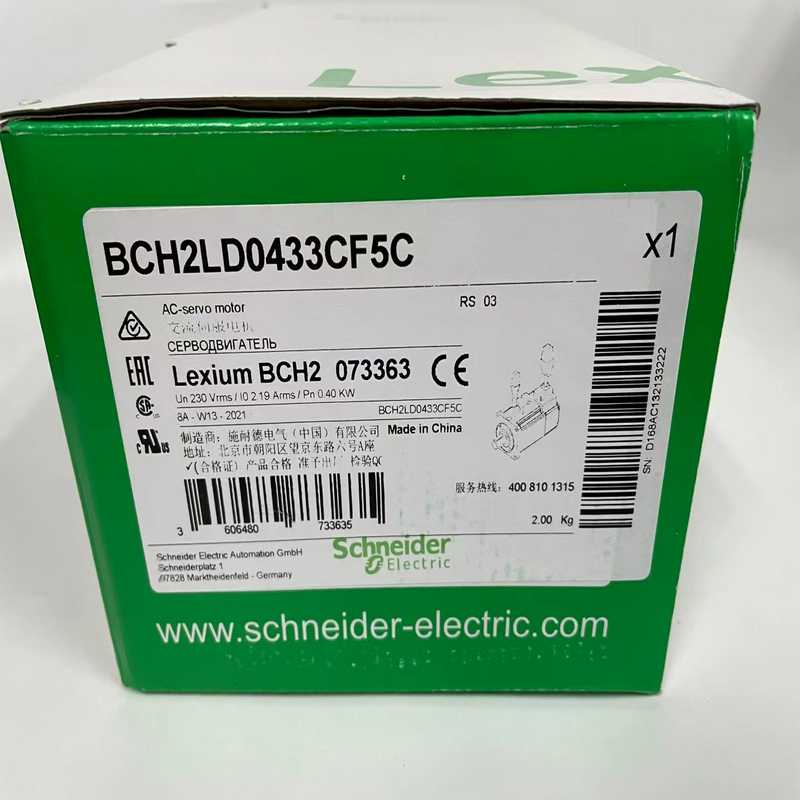 Lex
BCH2LD0433CF5C
x1
AC-servo motor
RS 03
交流伺服电机
СЕРВОДВИГАТЕЛЬ
EAC
Lexium BCH2 073363 CE
Un 230 Vrms / I0 2.19 Arms / Pn 0.40 KW
8A - W13 - 2021
BCH2LD0433CF5C
制造商: 施耐德电气 (中国) 有限公司
Made in China
地址: 北京市朝阳区望京东路六号A座
✓(合格证) 产品合格 准予出厂 检验QC
服务热线: 400 810 1315
3 606480 733635
2.00 Kg
SN: D168AC132133222
Schneider Electric Automation GmbH
Schneiderplatz 1
97828 Marktheidenfeld - Germany
Schneider
Electric
www.schneider-electric.com